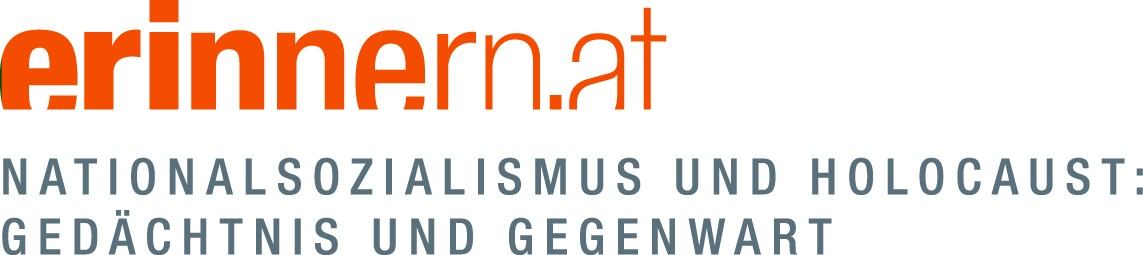 erinnern.at
NATIONALSOZIALISMUS UND HOLOCAUST:
GEDÄCHTNIS UND GEGENWART